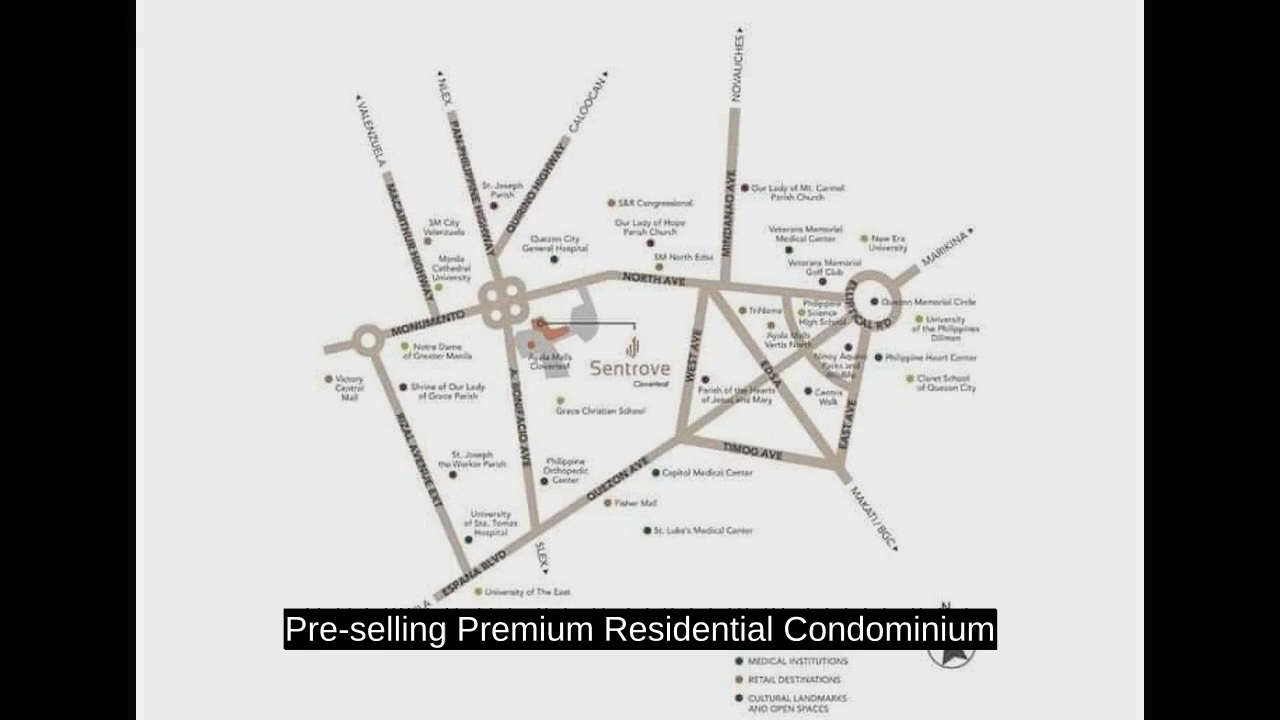 NOVALICHES
NLEX
VALENZUELA
CALOOCAN
PAN-PHILIPPINE HIGHWAY
QUIRINO HIGHWAY
MACARTHUR HIGHWAY
MINDANAO AVE
St. Joseph
Parish
S&R Congressional
Our Lady of Mt. Carmel
Parish Church
SM City
Valenzuela
Our Lady of Hope
Parish Church
Quezon City
General Hospital
Veterans Memorial
Medical Center
New Era
University
MARIKINA
Manila
Cathedral
University
SM North Edsa
Veterans Memorial
Golf Club
NORTH AVE
ELLIPTICAL RD
Quezon Memorial Circle
MONUMENTO
TriNoma
Philippine
Science
High School
University
of the Philippines
Diliman
Ayala Malls
Vertis North
Notre Dame
of Greater Manila
Ayala Malls
Cloverleaf
Sentrove
Cloverleaf
WEST AVE
EDSA
Ninoy Aquino
Parks and
Wildlife
Philippine Heart Center
Victory
Central
Mall
Shrine of Our Lady
of Grace Parish
A. BONIFACIO AVE
Parish of the Hearts
of Jesus and Mary
Centris
Walk
Claret School
of Quezon City
Grace Christian School
EAST AVE
RIZAL AVENUE EXT
TIMOG AVE
St. Joseph
the Worker Parish
Philippine
Orthopedic
Center
QUEZON AVE
Capitol Medical Center
Fisher Mall
MAKATI / BGC
University
of Sto. Tomas
Hospital
St. Luke's Medical Center
SLEX
ESPANA BLVD
University of The East
Pre-selling Premium Residential Condominium
MEDICAL INSTITUTIONS
RETAIL DESTINATIONS
CULTURAL LANDMARKS
AND OPEN SPACES